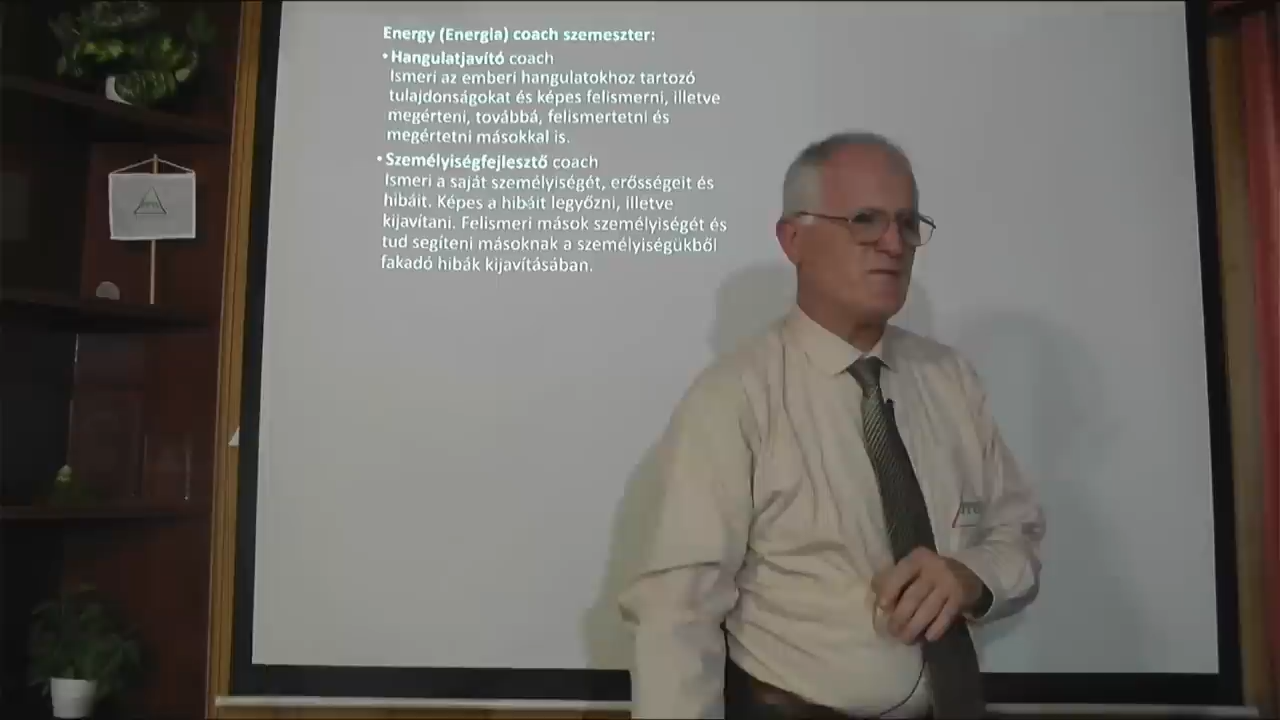 Energy (Energia) coach szemeszter:
•Hangulatjavító coach
Ismeri az emberi hangulatokhoz tartozó
tulajdonságokat és képes felismerni, illetve
megérteni, továbbá, felismertetni és
megértetni másokkal is.
•Személyiségfejlesztő coach
Ismeri a saját személyiségét, erősségeit és
hibáit. Képes a hibáit legyőzni, illetve
kijavítani. Felismeri mások személyiségét és
tud segíteni másoknak a személyiségükből
fakadó hibák kijavításában.